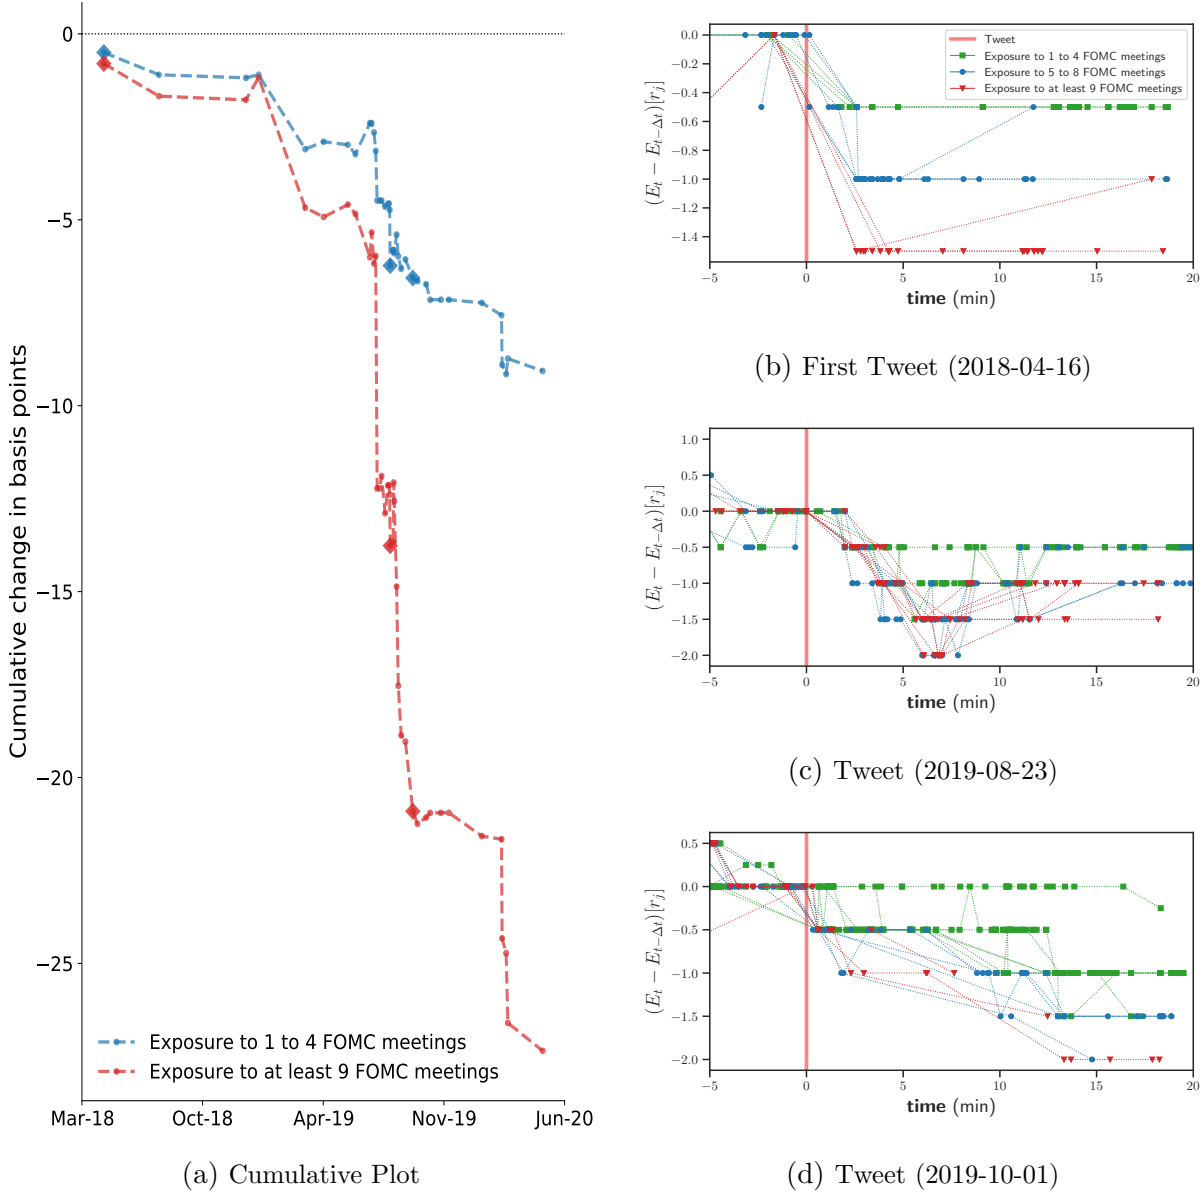 0
−5
−10
−15
−20
−25
Cumulative change in basis points
Exposure to 1 to 4 FOMC meetings
Exposure to at least 9 FOMC meetings
Mar-18 Oct-18 Apr-19 Nov-19 Jun-20
(a) Cumulative Plot
0.0
−0.2
−0.4
−0.6
−0.8
−1.0
−1.2
−1.4
(E_t − E_{t−Δt})[r_j]
Tweet
Exposure to 1 to 4 FOMC meetings
Exposure to 5 to 8 FOMC meetings
Exposure to at least 9 FOMC meetings
−5 0 5 10 15 20
time (min)
(b) First Tweet (2018-04-16)
1.0
0.5
0.0
−0.5
−1.0
−1.5
−2.0
(E_t − E_{t−Δt})[r_j]
−5 0 5 10 15 20
time (min)
(c) Tweet (2019-08-23)
0.5
0.0
−0.5
−1.0
−1.5
−2.0
(E_t − E_{t−Δt})[r_j]
−5 0 5 10 15 20
time (min)
(d) Tweet (2019-10-01)